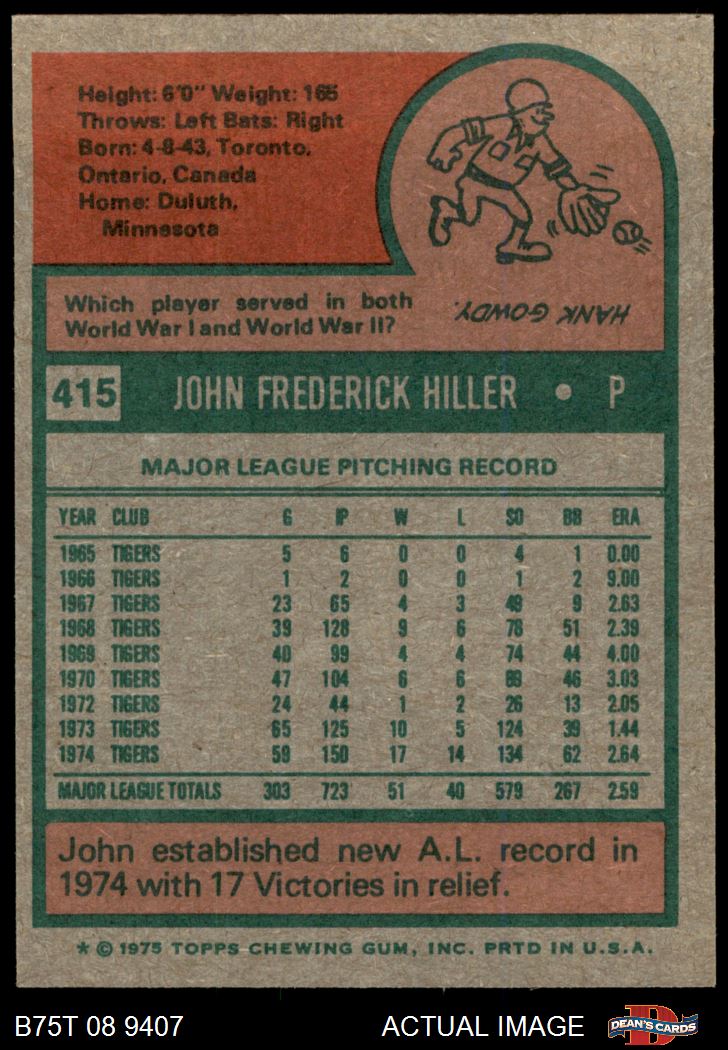 Height: 6'0" Weight: 165
Throws: Left Bats: Right
Born: 4-8-43, Toronto,
Ontario, Canada
Home: Duluth,
Minnesota
Which player served in both
World War I and World War II?
HANK GOWDY.
415 JOHN FREDERICK HILLER • P
MAJOR LEAGUE PITCHING RECORD
YEAR CLUB G IP W L SO BB ERA
1965 TIGERS 5 6 0 0 4 1 0.00
1966 TIGERS 1 2 0 0 1 2 9.00
1967 TIGERS 23 65 4 3 49 9 2.63
1968 TIGERS 39 128 9 6 78 51 2.39
1969 TIGERS 40 99 4 4 74 44 4.00
1970 TIGERS 47 104 6 6 89 46 3.03
1972 TIGERS 24 44 1 2 26 13 2.05
1973 TIGERS 65 125 10 5 124 39 1.44
1974 TIGERS 59 150 17 14 134 62 2.64
MAJOR LEAGUE TOTALS 303 723 51 40 579 267 2.59
John established new A.L. record in
1974 with 17 Victories in relief.
* © 1975 TOPPS CHEWING GUM, INC. PRTD IN U.S.A.
B75T 08 9407 ACTUAL IMAGE DEAN'S CARDS